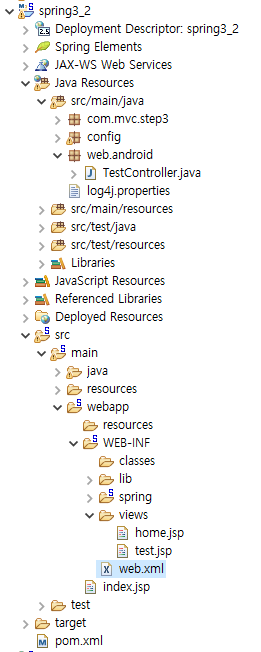 spring3_2
Deployment Descriptor: spring3_2
Spring Elements
JAX-WS Web Services
Java Resources
src/main/java
com.mvc.step3
config
web.android
TestController.java
log4j.properties
src/main/resources
src/test/java
src/test/resources
Libraries
JavaScript Resources
Referenced Libraries
Deployed Resources
src
main
java
resources
webapp
resources
WEB-INF
classes
lib
spring
views
home.jsp
test.jsp
web.xml
index.jsp
test
target
pom.xml